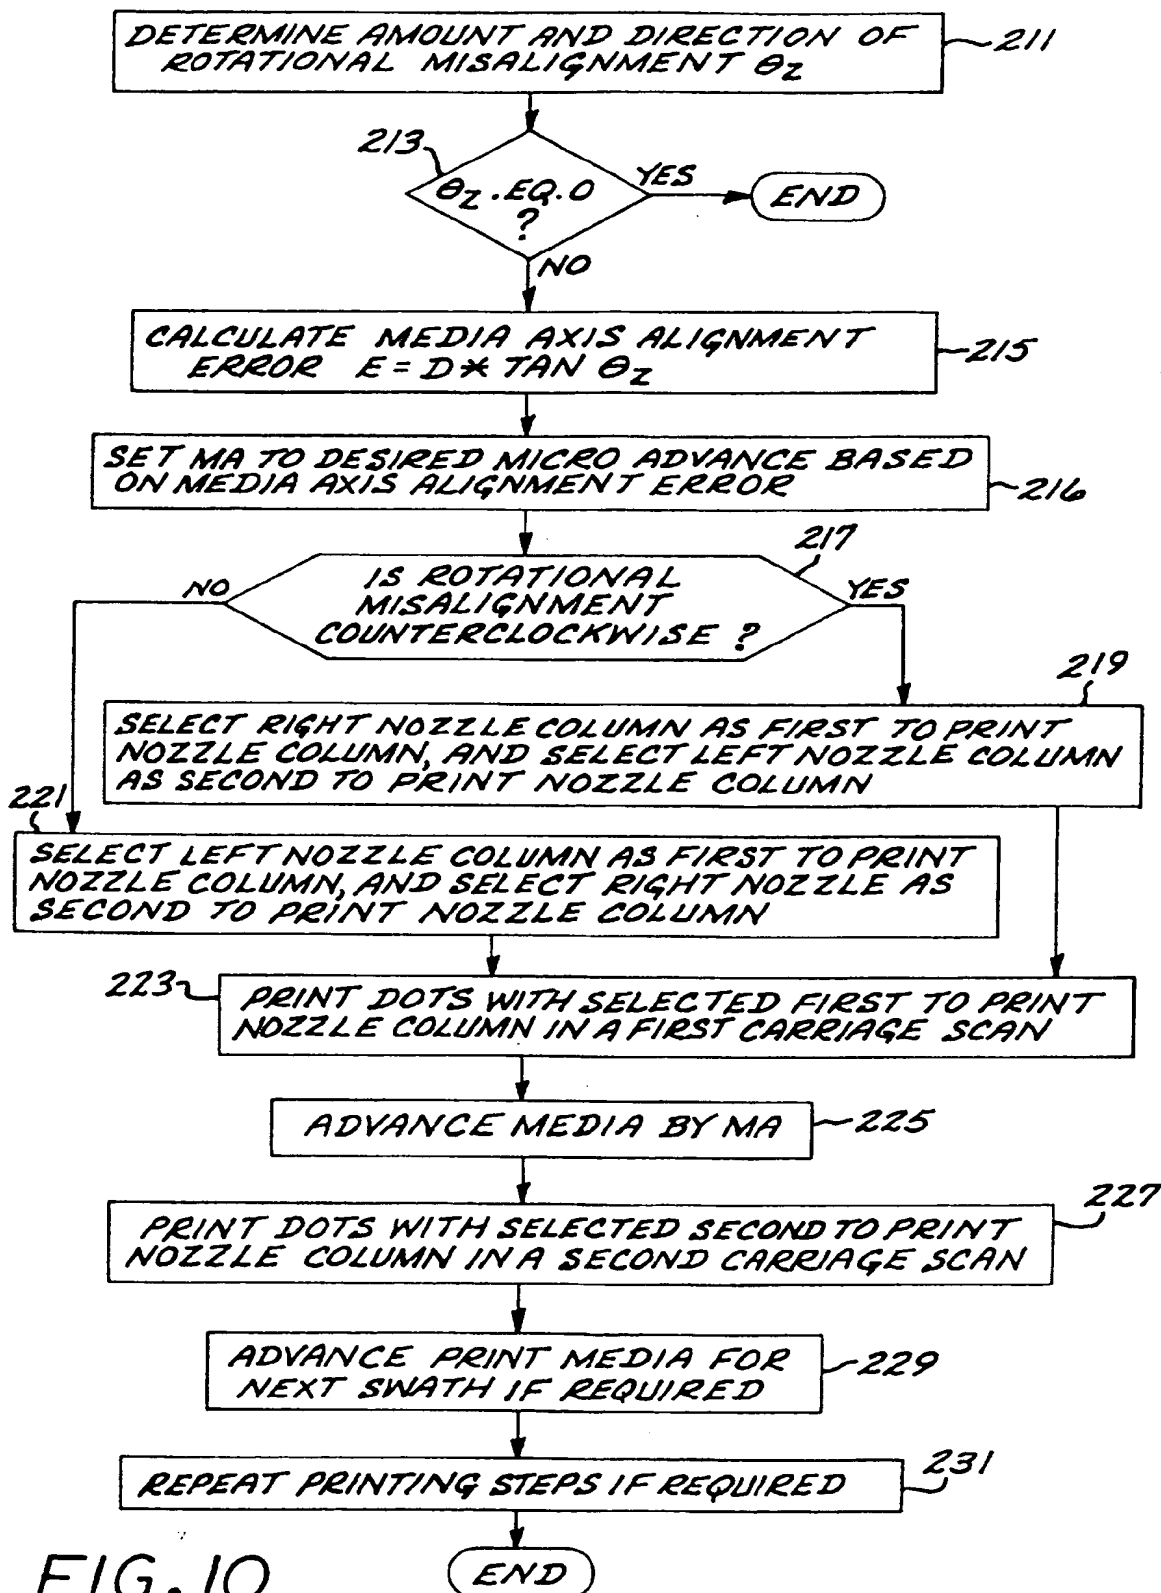 DETERMINE AMOUNT AND DIRECTION OF
ROTATIONAL MISALIGNMENT θZ
211
213
θZ .EQ. 0
?
YES
END
NO
CALCULATE MEDIA AXIS ALIGNMENT
ERROR E = D* TAN θZ
215
SET MA TO DESIRED MICRO ADVANCE BASED
ON MEDIA AXIS ALIGNMENT ERROR
216
217
NO
IS ROTATIONAL
MISALIGNMENT
COUNTERCLOCKWISE ?
YES
219
SELECT RIGHT NOZZLE COLUMN AS FIRST TO PRINT
NOZZLE COLUMN, AND SELECT LEFT NOZZLE COLUMN
AS SECOND TO PRINT NOZZLE COLUMN
221
SELECT LEFT NOZZLE COLUMN AS FIRST TO PRINT
NOZZLE COLUMN, AND SELECT RIGHT NOZZLE AS
SECOND TO PRINT NOZZLE COLUMN
223
PRINT DOTS WITH SELECTED FIRST TO PRINT
NOZZLE COLUMN IN A FIRST CARRIAGE SCAN
ADVANCE MEDIA BY MA
225
227
PRINT DOTS WITH SELECTED SECOND TO PRINT
NOZZLE COLUMN IN A SECOND CARRIAGE SCAN
ADVANCE PRINT MEDIA FOR
NEXT SWATH IF REQUIRED
229
REPEAT PRINTING STEPS IF REQUIRED
231
END
FIG. 10